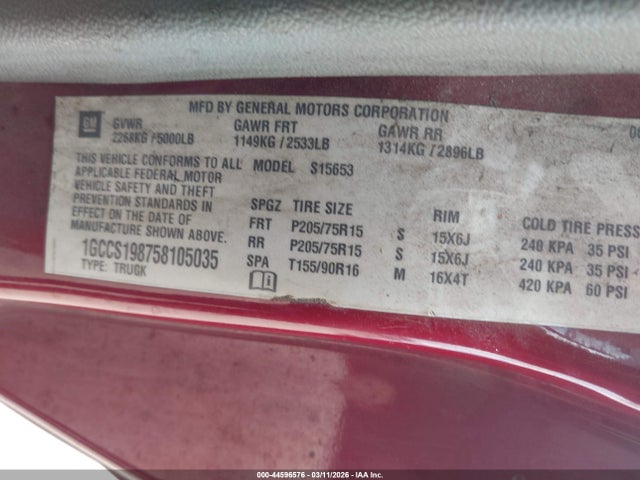 MFD BY GENERAL MOTORS CORPORATION
GM
GVWR GAWR FRT GAWR RR
2268KG / 5000LB 1149KG / 2533LB 1314KG / 2896LB
THIS VEHICLE CONFORMS TO ALL
APPLICABLE FEDERAL MOTOR
VEHICLE SAFETY AND THEFT
PREVENTION STANDARDS
IN EFFECT ON THE DATE OF
MANUFACTURE SHOWN ABOVE.
1GCCS198758105035
TYPE: TRUCK
MODEL S15653
SPGZ TIRE SIZE RIM COLD TIRE PRESS
FRT P205/75R15 S 15X6J 240 KPA 35 PSI
RR P205/75R15 S 15X6J 240 KPA 35 PSI
SPA T155/90R16 M 16X4T 420 KPA 60 PSI
000-44596576 | 03/11/2026 | IAA Inc.